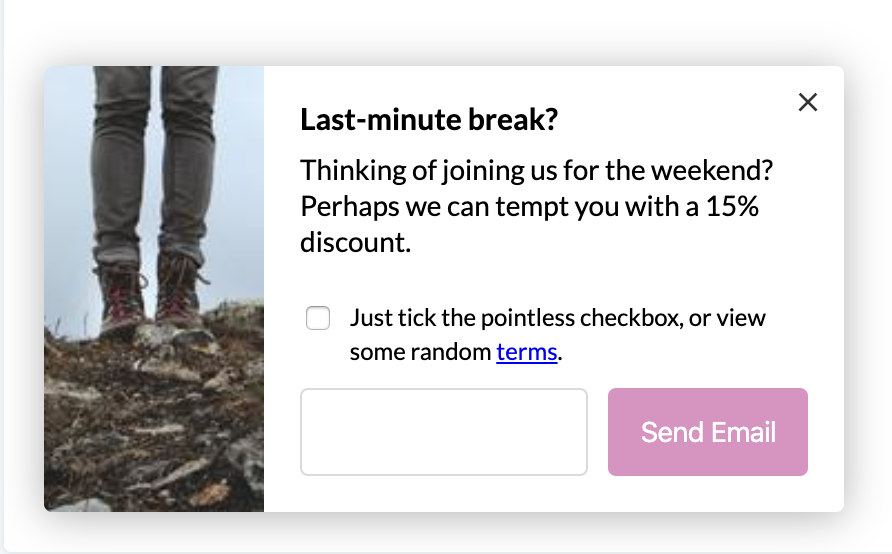 Last-minute break?
Thinking of joining us for the weekend?
Perhaps we can tempt you with a 15%
discount.
Just tick the pointless checkbox, or view
some random terms.
Send Email